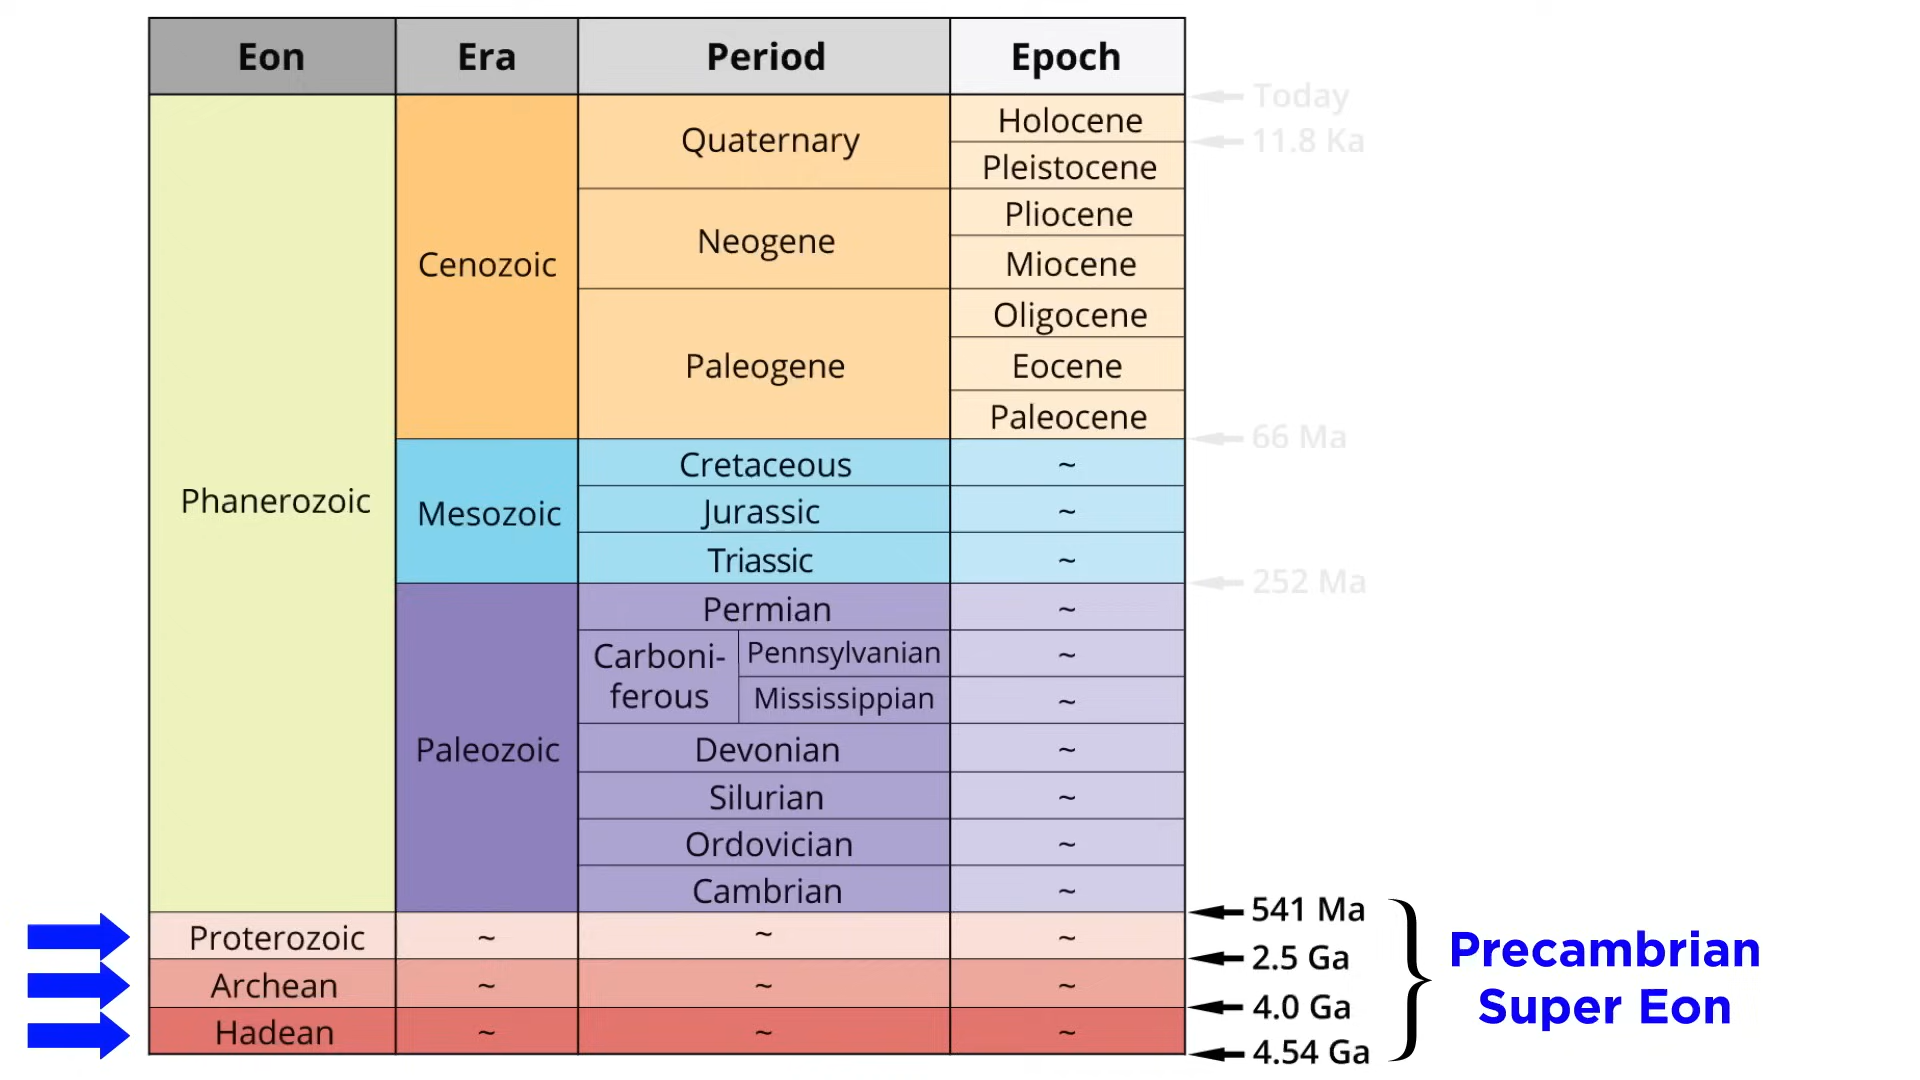 Eon Era Period Epoch
Today
Holocene
Quaternary
11.8 Ka
Pleistocene
Pliocene
Neogene
Miocene
Cenozoic
Oligocene
Paleogene
Eocene
Paleocene
66 Ma
Cretaceous ~
Phanerozoic
Mesozoic
Jurassic ~
Triassic ~
252 Ma
Permian ~
Carboni-
ferous
Pennsylvanian ~
Mississippian ~
Paleozoic
Devonian ~
Silurian ~
Ordovician ~
Cambrian ~
541 Ma
Proterozoic ~ ~ ~
2.5 Ga
Archean ~ ~ ~
4.0 Ga
Hadean ~ ~ ~
4.54 Ga
Precambrian
Super Eon